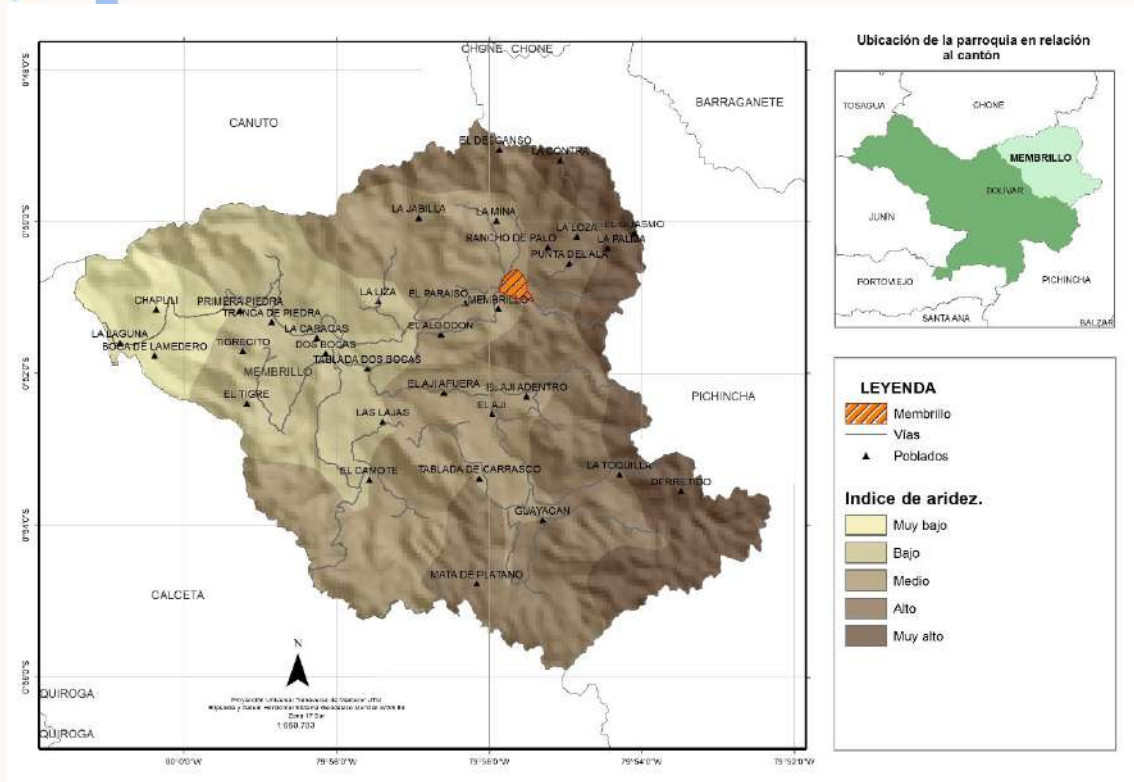 CHONE CHONE
BARRAGANETE
CANUTO
EL DESCANSO
LA CONTRA
LA JABILLA
LA MINA
LA LOZA
EL GUASMO
RANCHO DE PALO
LA PALMA
PUNTA DEL ALA
CHAPULI
PRIMERA PIEDRA
LA LIZA
EL PARAISO
MEMBRILLO
TRANCA DE PIEDRA
LA LAGUNA
LA CARACAS
EL ALGODON
BOCA DE LAMEDERO
TIGRECITO
DOS BOCAS
TABLADA DOS BOCAS
MEMBRILLO
EL TIGRE
EL AJI AFUERA
EL AJI ADENTRO
PICHINCHA
LAS LAJAS
EL AJI
EL CAMOTE
TABLADA DE CARRASCO
LA TOQUILLA
DERRETIDO
GUAYACAN
MATA DE PLATANO
CALCETA
N
Zona 17 Sur
QUIROGA
QUIROGA
80°0'0"W
79°58'0"W
79°56'0"W
79°54'0"W
79°52'0"W
Ubicación de la parroquia en relación
al cantón
TOSAGUA
CHONE
MEMBRILLO
BOLÍVAR
JUNÍN
PORTOVIEJO
PICHINCHA
SANTA ANA
BALZAR
LEYENDA
Membrillo
Vías
Poblados
Indice de aridez.
Muy bajo
Bajo
Medio
Alto
Muy alto